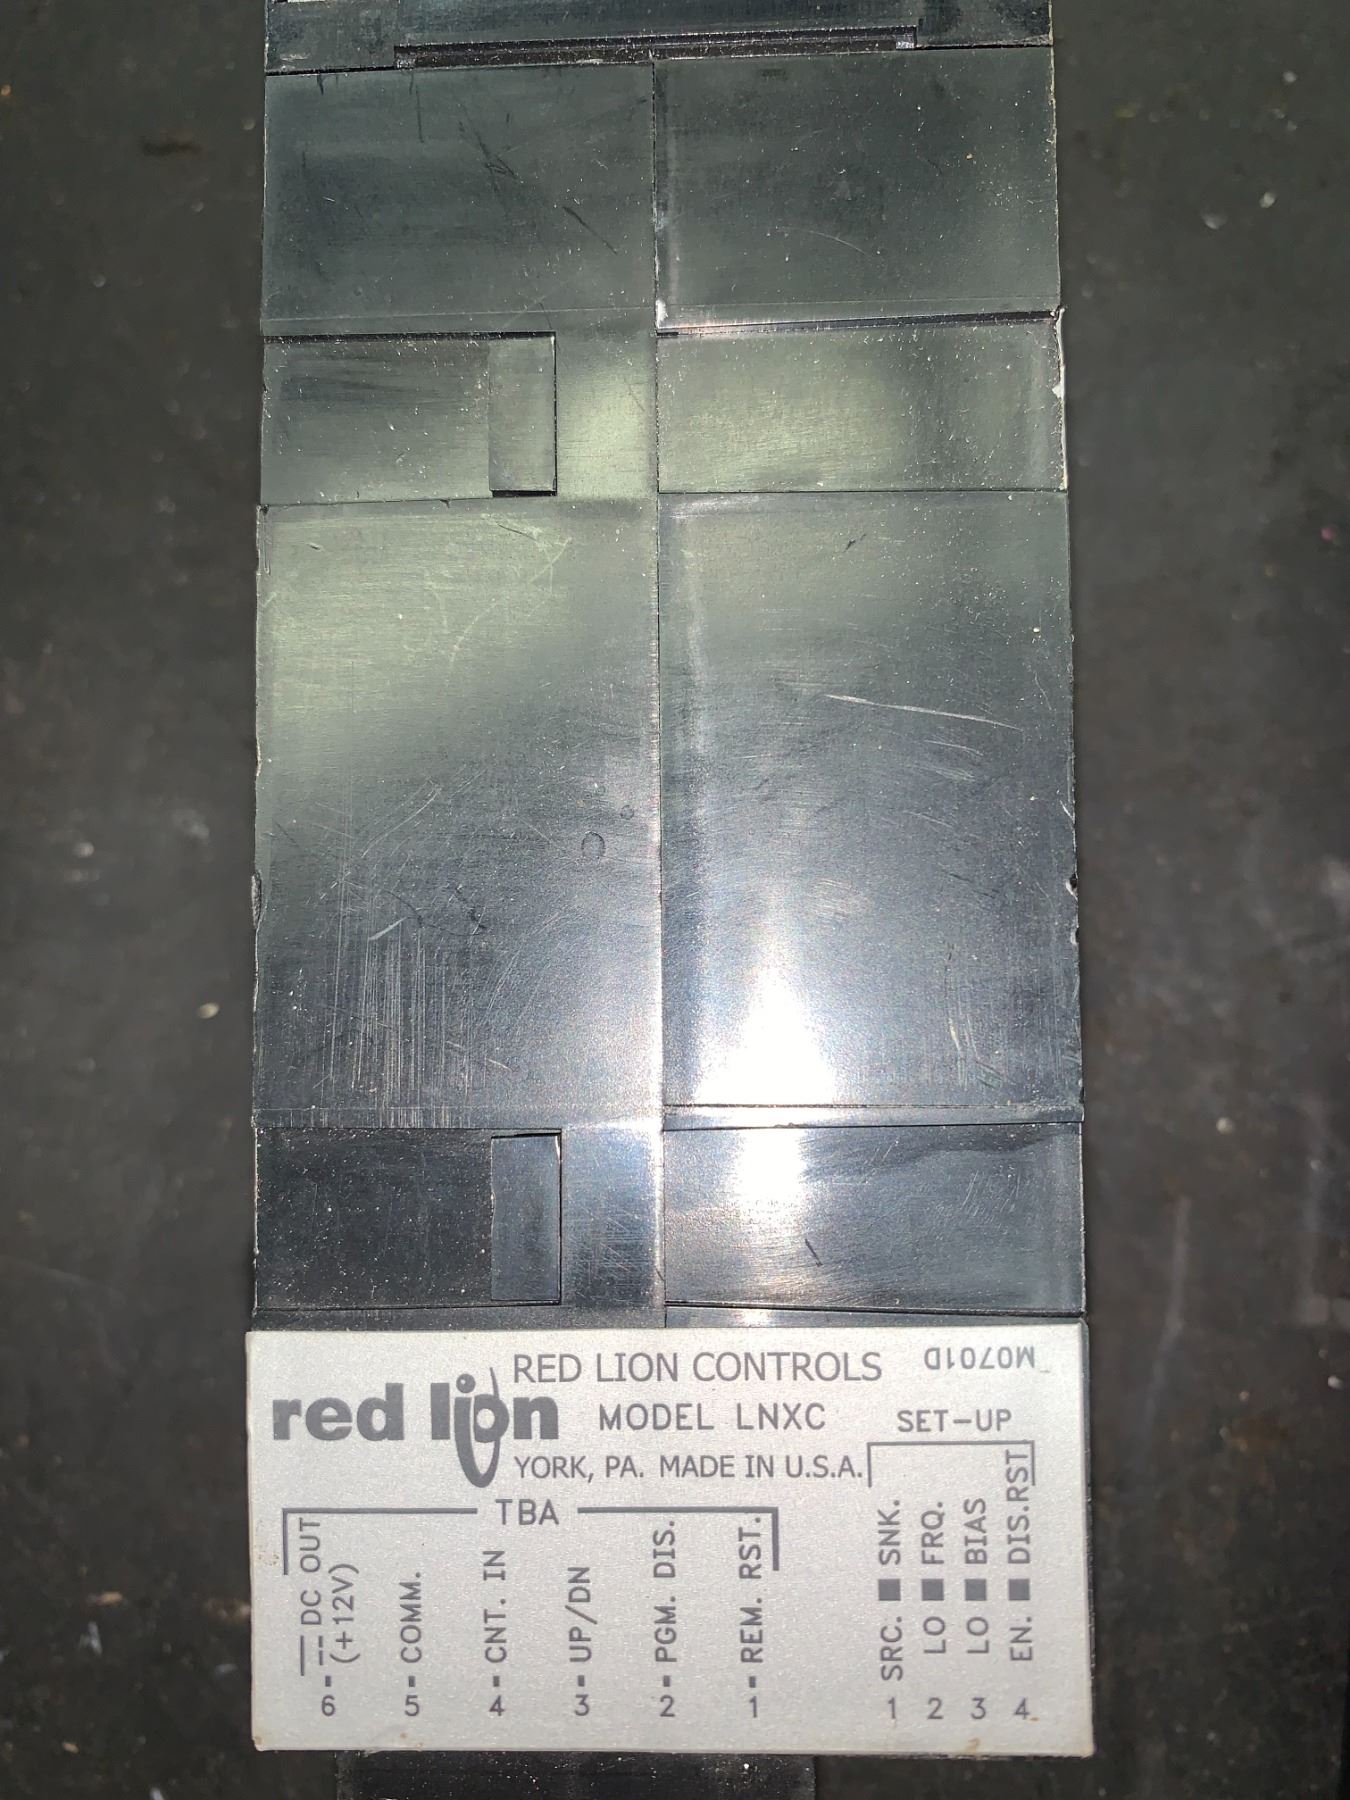 RED LION CONTROLS
M0701D
red lion
MODEL LNXC
SET-UP
YORK, PA. MADE IN U.S.A.
TBA
6 - DC OUT (+12V)
5 - COMM.
4 - CNT. IN
3 - UP/DN
2 - PGM. DIS.
1 - REM. RST.
1 SRC. ■ SNK.
2 LO ■ FRQ.
3 LO ■ BIAS
4 EN. ■ DIS.RST